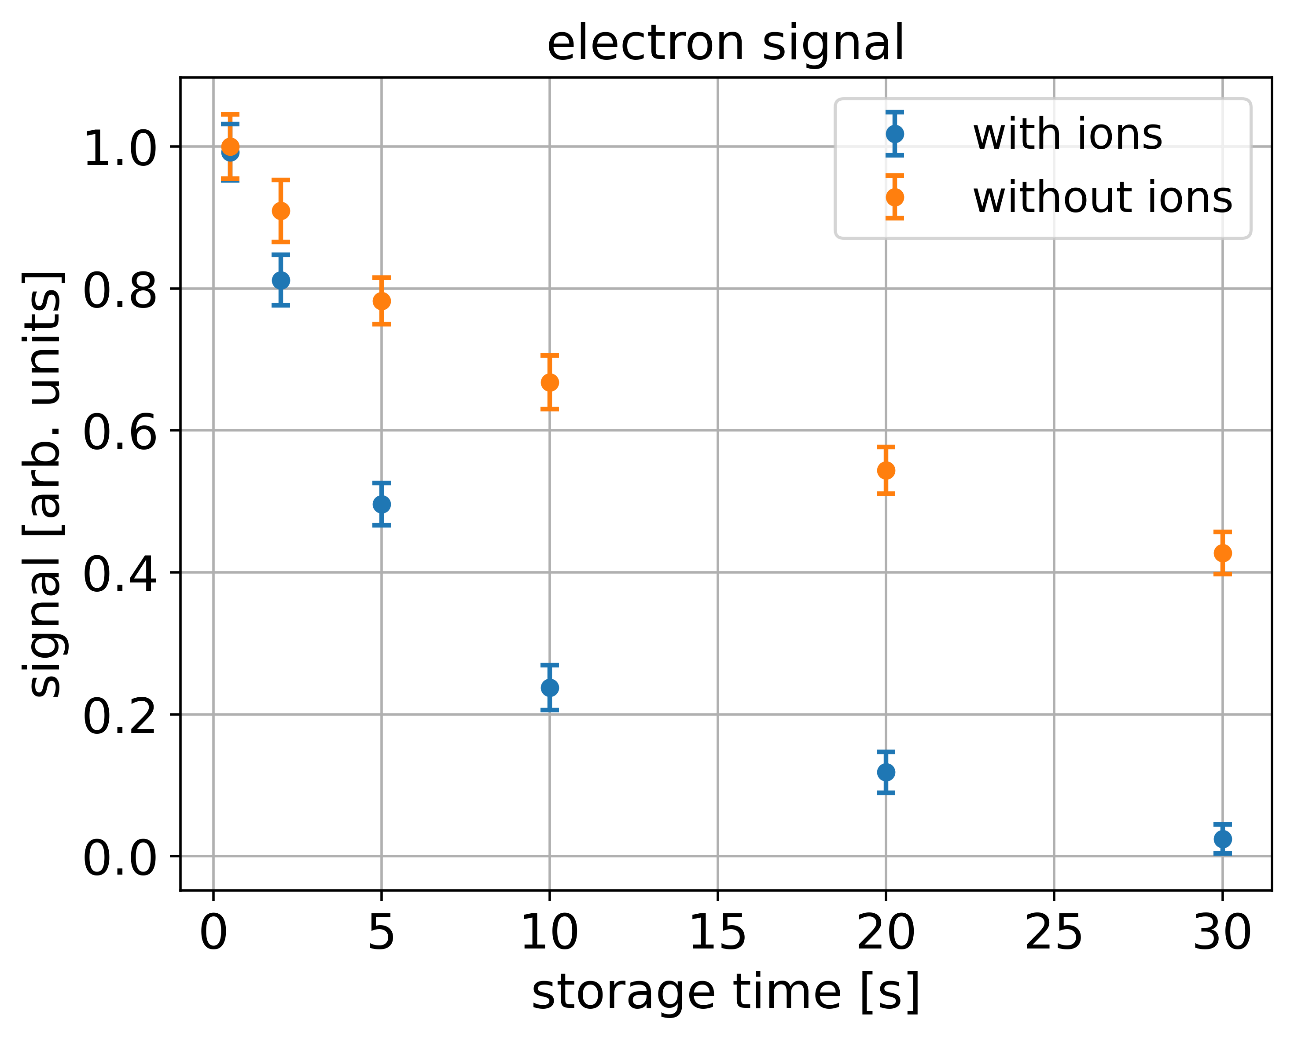 electron signal
with ions
without ions
signal [arb. units]
1.0
0.8
0.6
0.4
0.2
0.0
0 5 10 15 20 25 30
storage time [s]